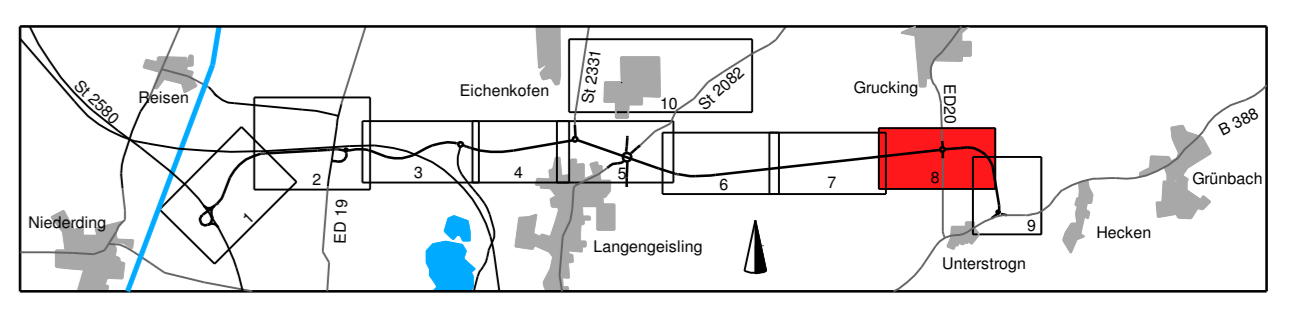 Eichenkofen
St 2331
St 2082
Grucking
ED20
Reisen
St 2580
10
B 388
1
2
3
4
5
6
7
8
9
Grünbach
Niederding
ED 19
Langengeisling
Hecken
Unterstrogn